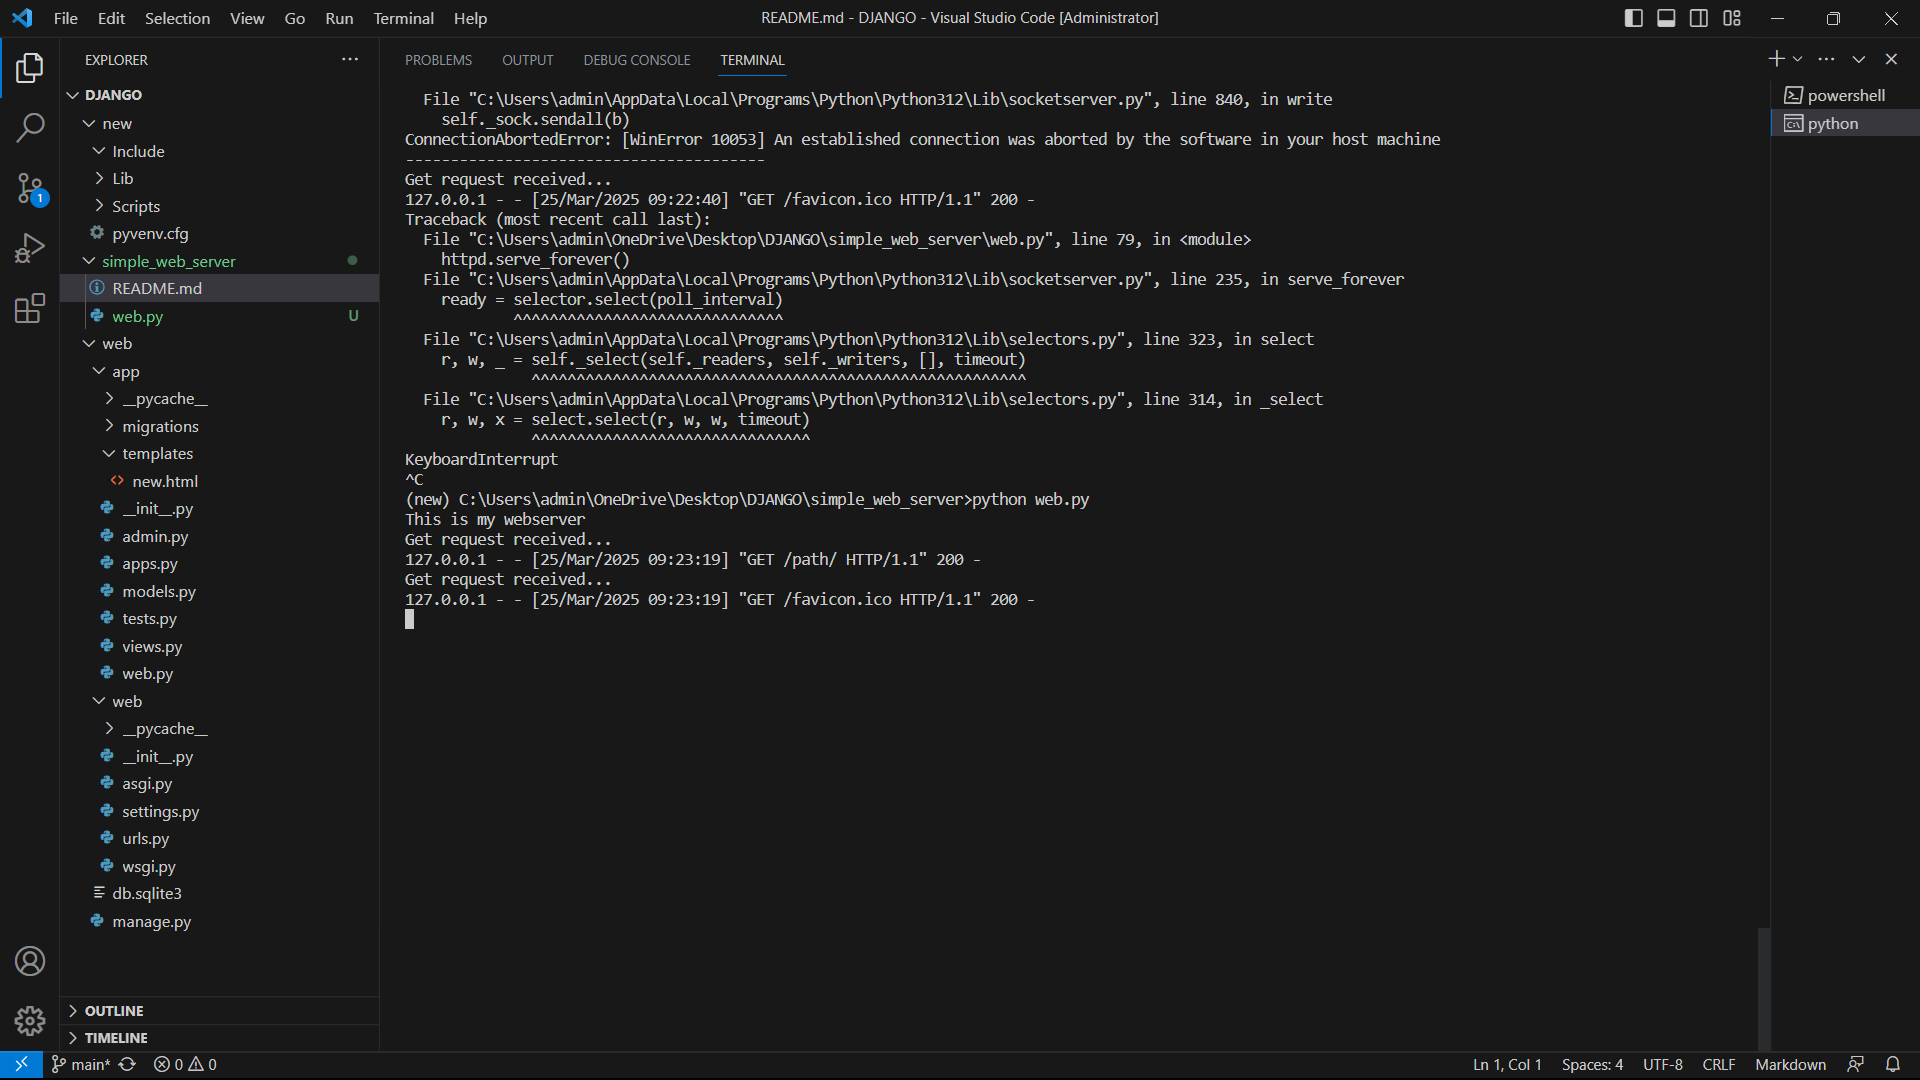 File Edit Selection View Go Run Terminal Help
README.md - DJANGO - Visual Studio Code [Administrator]
EXPLORER
DJANGO
new
Include
Lib
Scripts
pyvenv.cfg
simple_web_server
README.md
web.py U
web
app
__pycache__
migrations
templates
new.html
__init__.py
admin.py
apps.py
models.py
tests.py
views.py
web.py
web
__pycache__
__init__.py
asgi.py
settings.py
urls.py
wsgi.py
db.sqlite3
manage.py
OUTLINE
TIMELINE
1
PROBLEMS OUTPUT DEBUG CONSOLE TERMINAL
File "C:\Users\admin\AppData\Local\Programs\Python\Python312\Lib\socketserver.py", line 840, in write
self._sock.sendall(b)
ConnectionAbortedError: [WinError 10053] An established connection was aborted by the software in your host machine
----------------------------------------
Get request received...
127.0.0.1 - - [25/Mar/2025 09:22:40] "GET /favicon.ico HTTP/1.1" 200 -
Traceback (most recent call last):
File "C:\Users\admin\OneDrive\Desktop\DJANGO\simple_web_server\web.py", line 79, in <module>
httpd.serve_forever()
File "C:\Users\admin\AppData\Local\Programs\Python\Python312\Lib\socketserver.py", line 235, in serve_forever
ready = selector.select(poll_interval)
^^^^^^^^^^^^^^^^^^^^^^^^^^^^^^
File "C:\Users\admin\AppData\Local\Programs\Python\Python312\Lib\selectors.py", line 323, in select
r, w, _ = self._select(self._readers, self._writers, [], timeout)
^^^^^^^^^^^^^^^^^^^^^^^^^^^^^^^^^^^^^^^^^^^^^^^^^^^^^^^
File "C:\Users\admin\AppData\Local\Programs\Python\Python312\Lib\selectors.py", line 314, in _select
r, w, x = select.select(r, w, w, timeout)
^^^^^^^^^^^^^^^^^^^^^^^^^^^^^^^
KeyboardInterrupt
^C
(new) C:\Users\admin\OneDrive\Desktop\DJANGO\simple_web_server>python web.py
This is my webserver
Get request received...
127.0.0.1 - - [25/Mar/2025 09:23:19] "GET /path/ HTTP/1.1" 200 -
Get request received...
127.0.0.1 - - [25/Mar/2025 09:23:19] "GET /favicon.ico HTTP/1.1" 200 -
powershell
python
main* 0 0
Ln 1, Col 1 Spaces: 4 UTF-8 CRLF Markdown